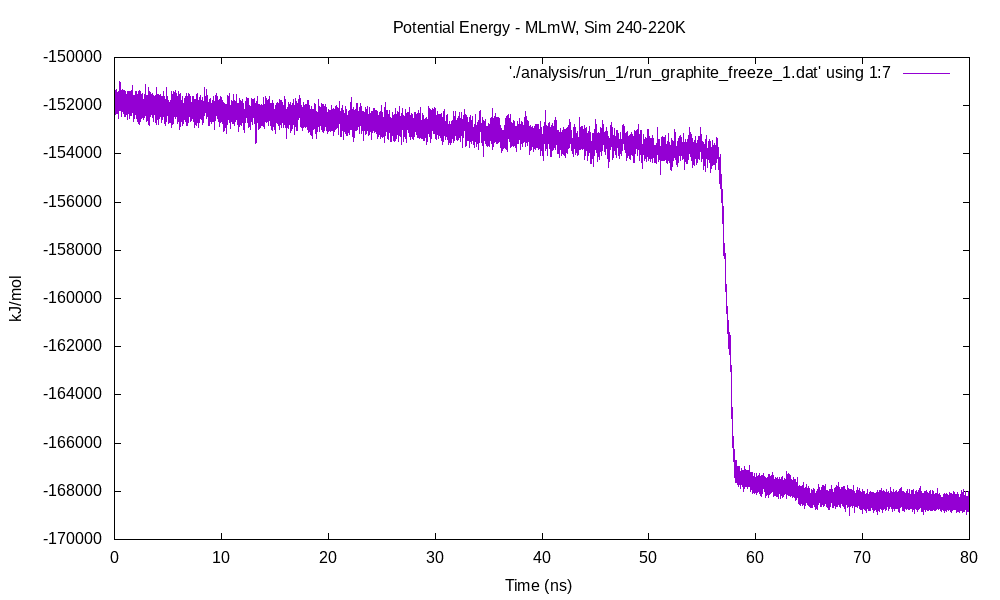 Potential Energy - MLmW, Sim 240-220K
'./analysis/run_1/run_graphite_freeze_1.dat' using 1:7
-150000
-152000
-154000
-156000
-158000
-160000
-162000
-164000
-166000
-168000
-170000
kJ/mol
0 10 20 30 40 50 60 70 80
Time (ns)